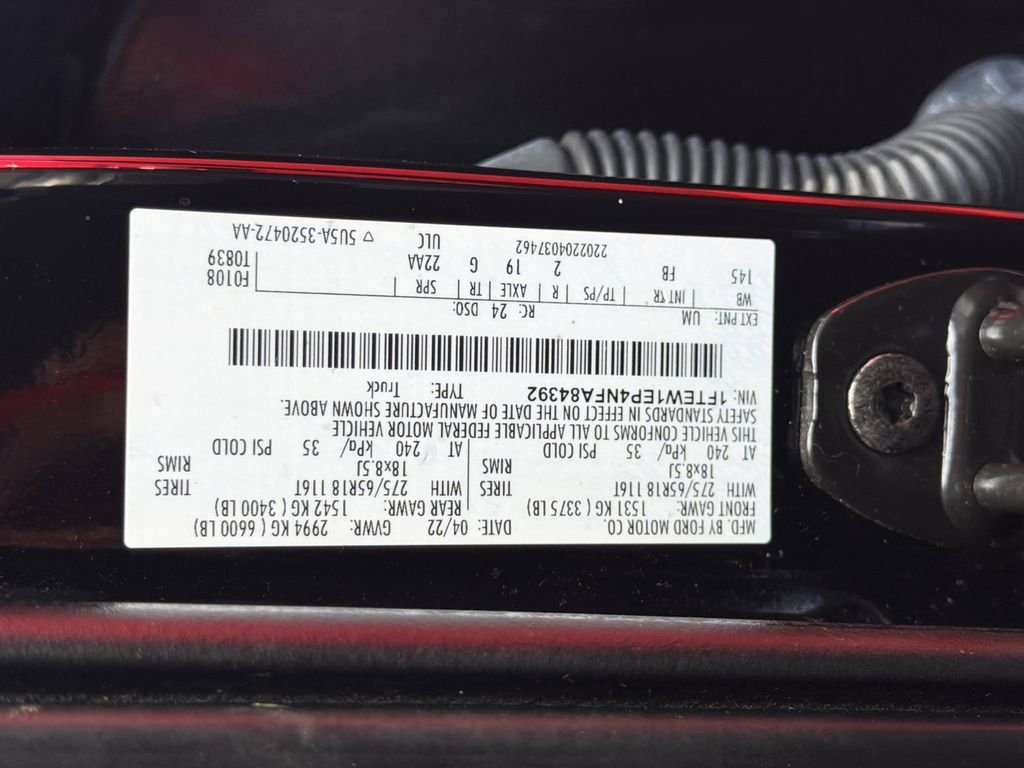 MFD. BY FORD MOTOR CO.
DATE: 04/22 GVWR: 2994 KG ( 6600 LB)
FRONT GAWR: 1531 KG ( 3375 LB) REAR GAWR: 1542 KG ( 3400 LB)
WITH 275/65R18 116T TIRES WITH 275/65R18 116T TIRES
18x8.5J RIMS 18x8.5J RIMS
AT 240 kPa/ 35 PSI COLD AT 240 kPa/ 35 PSI COLD
THIS VEHICLE CONFORMS TO ALL APPLICABLE FEDERAL MOTOR VEHICLE
SAFETY STANDARDS IN EFFECT ON THE DATE OF MANUFACTURE SHOWN ABOVE.
VIN: 1FTEW1EP4NFA84392 TYPE: Truck
EXT PNT: UM RC: 24 DSO: F0108
WB INT TR TP/PS R AXLE TR SPR T0839
145 FB 2 19 G 22AA
2202204037462 ULC ▽ 5U5A-3520472-AA